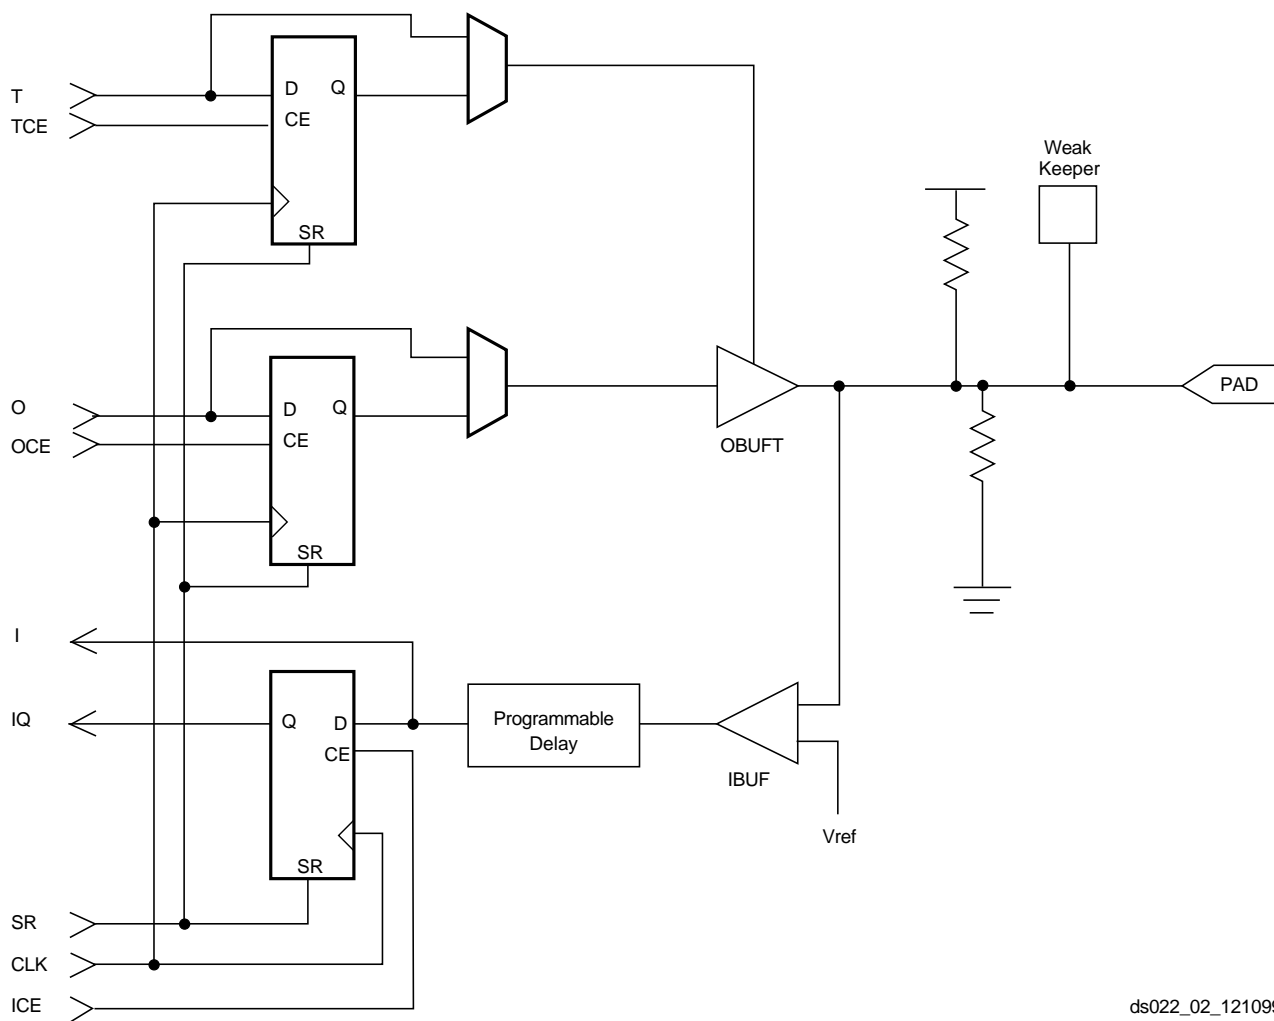 T
D
Q
TCE
CE
SR
Weak
Keeper
O
D
Q
OCE
CE
OBUFT
PAD
SR
I
IQ
Q
D
Programmable
Delay
CE
IBUF
Vref
SR
SR
CLK
ICE
ds022_02_121099